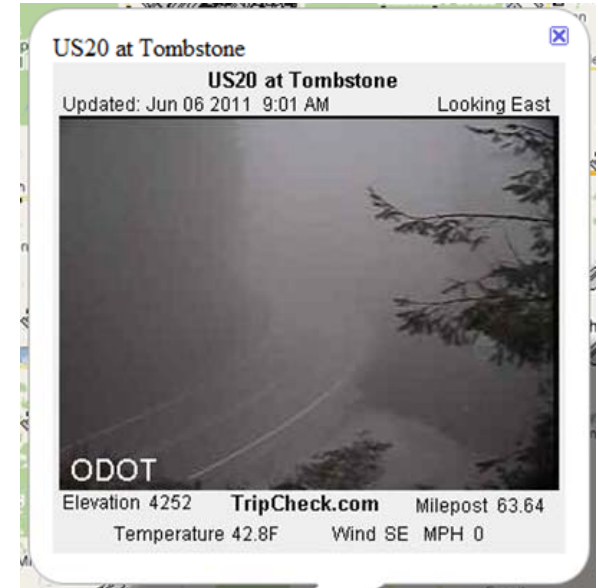 US20 at Tombstone
US20 at Tombstone
Updated: Jun 06 2011 9:01 AM Looking East
ODOT
Elevation 4252 TripCheck.com Milepost 63.64
Temperature 42.8F Wind SE MPH 0